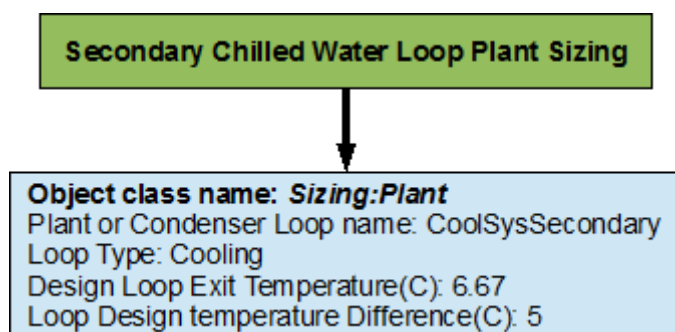 Secondary Chilled Water Loop Plant Sizing
Object class name: Sizing:Plant
Plant or Condenser Loop name: CoolSysSecondary
Loop Type: Cooling
Design Loop Exit Temperature(C): 6.67
Loop Design temperature Difference(C): 5